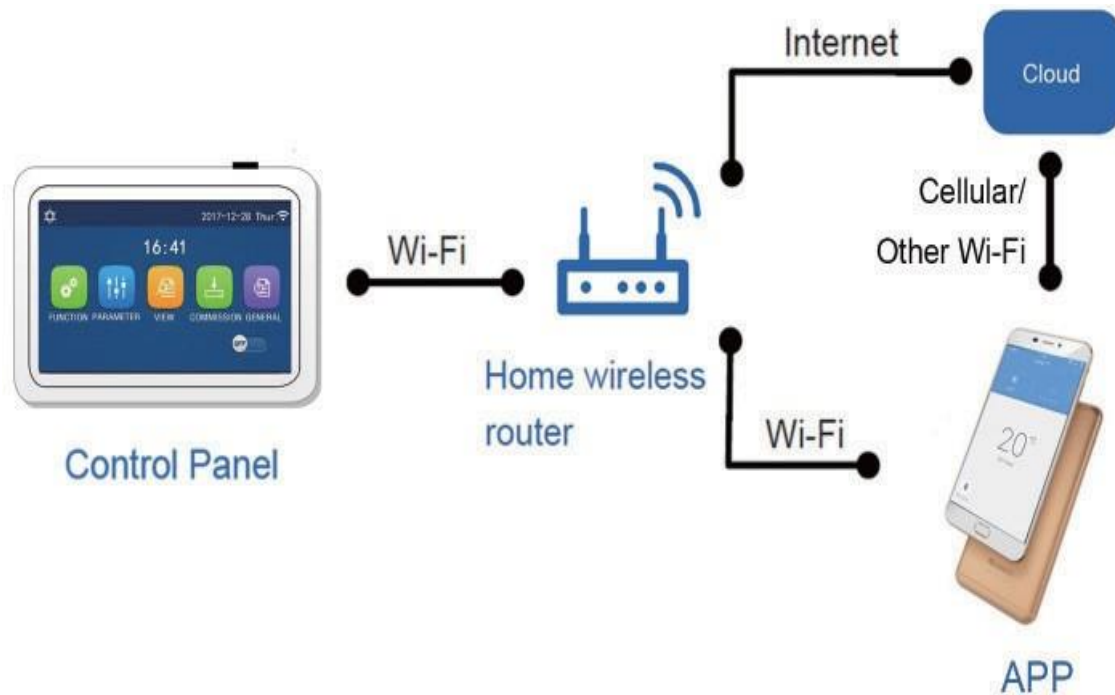 Internet
Cloud
Cellular/
Other Wi-Fi
2017-12-28 Thur
16:41
Wi-Fi
FUNCTION PARAMETER VIEW COMMISSION GENERAL
OFF
Home wireless
router
Control Panel
Wi-Fi
20
APP